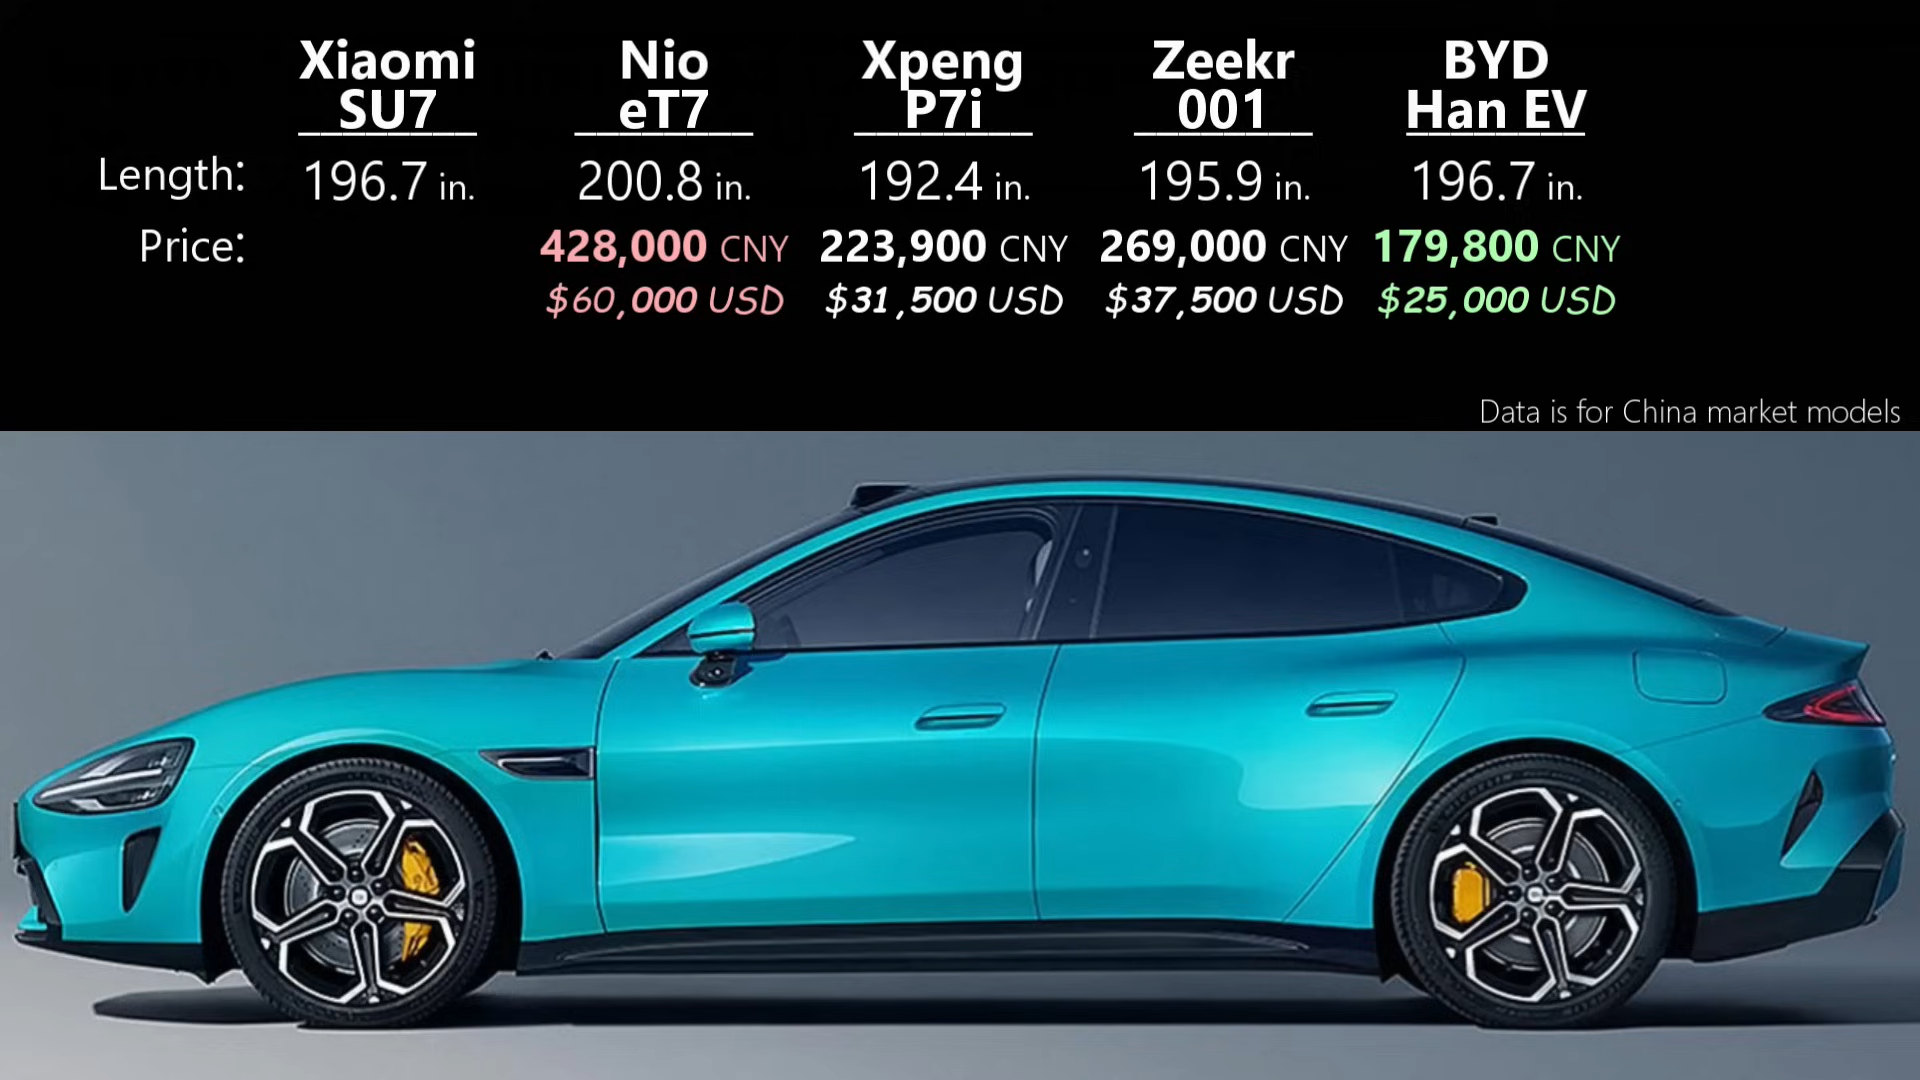 Xiaomi SU7 Nio eT7 Xpeng P7i Zeekr 001 BYD Han EV
Length: 196.7 in. 200.8 in. 192.4 in. 195.9 in. 196.7 in.
Price: 428,000 CNY 223,900 CNY 269,000 CNY 179,800 CNY
$60,000 USD $31,500 USD $37,500 USD $25,000 USD
Data is for China market models